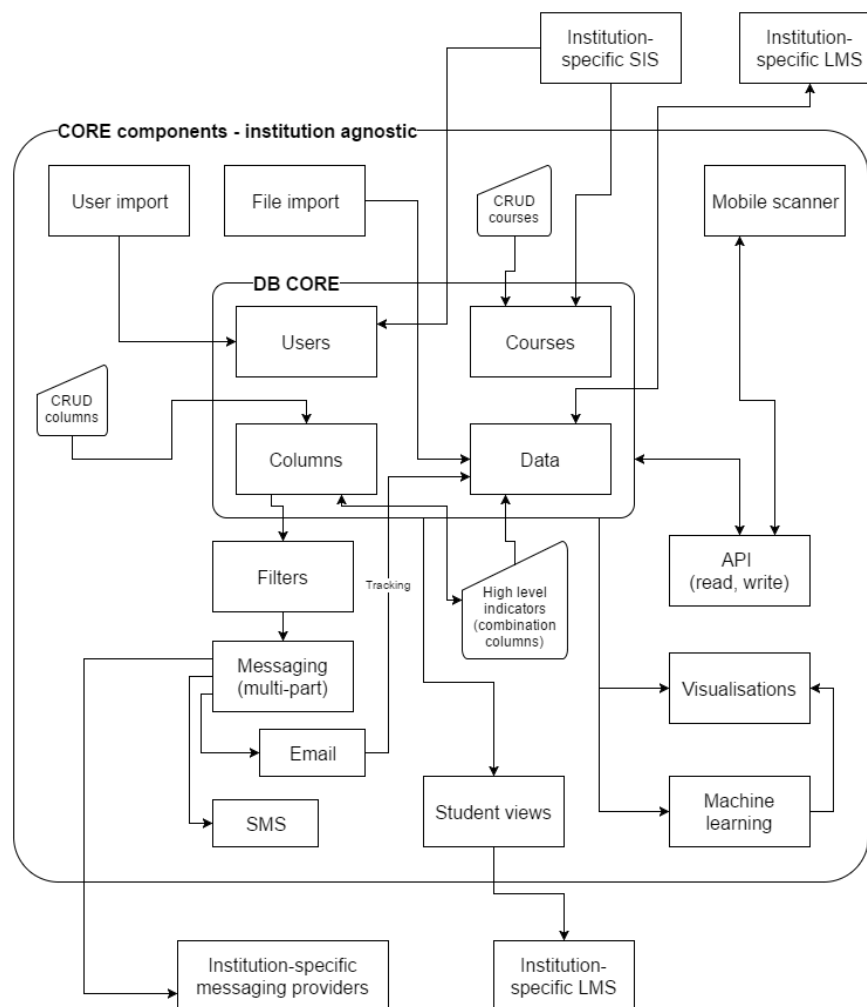 Institution-
specific SIS
Institution-
specific LMS
CORE components - institution agnostic
User import
File import
CRUD
courses
Mobile scanner
DB CORE
Users
Courses
CRUD
columns
Columns
Data
Filters
Tracking
High level
indicators
(combination
columns)
API
(read, write)
Messaging
(multi-part)
Visualisations
Email
SMS
Student views
Machine
learning
Institution-specific
messaging providers
Institution-
specific LMS